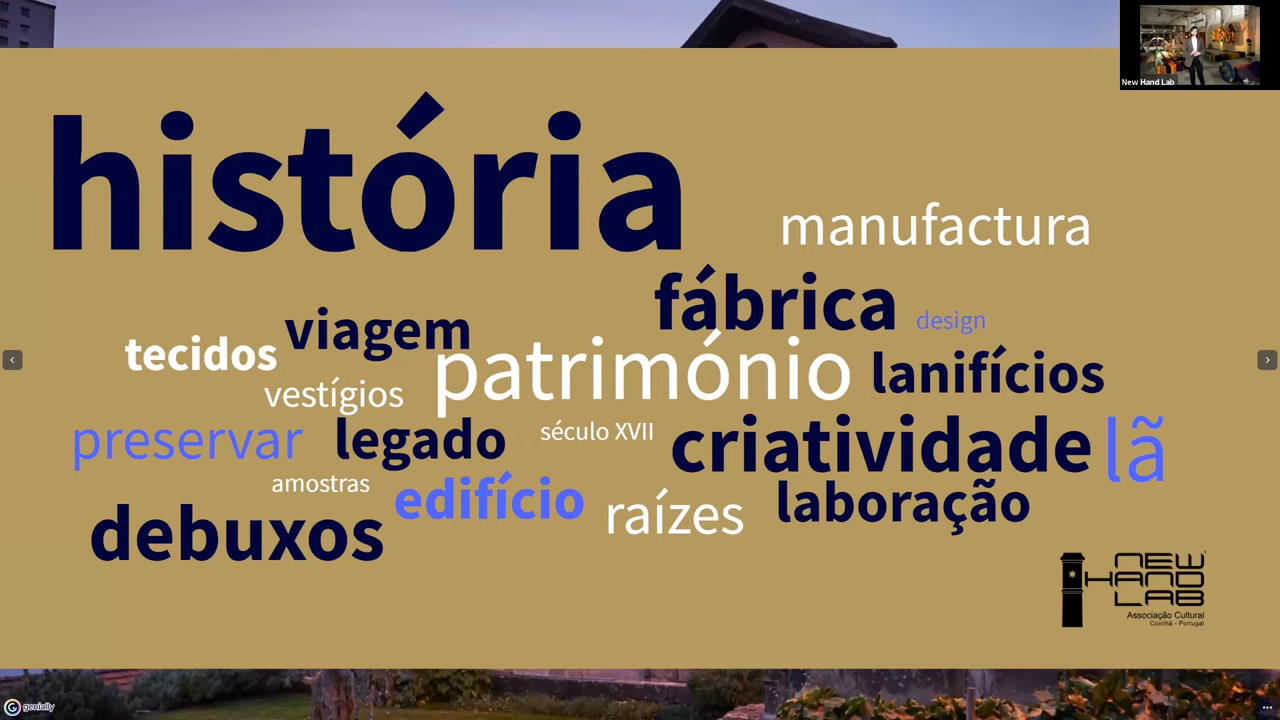 New Hand Lab
história
manufactura
fábrica
design
viagem
tecidos
património
lanifícios
vestígios
preservar
legado
século XVII
criatividade
lã
amostras
edifício
raízes
laboração
debuxos
NEW
HAND
LAB
Associação Cultural
Covilhã - Portugal
genially